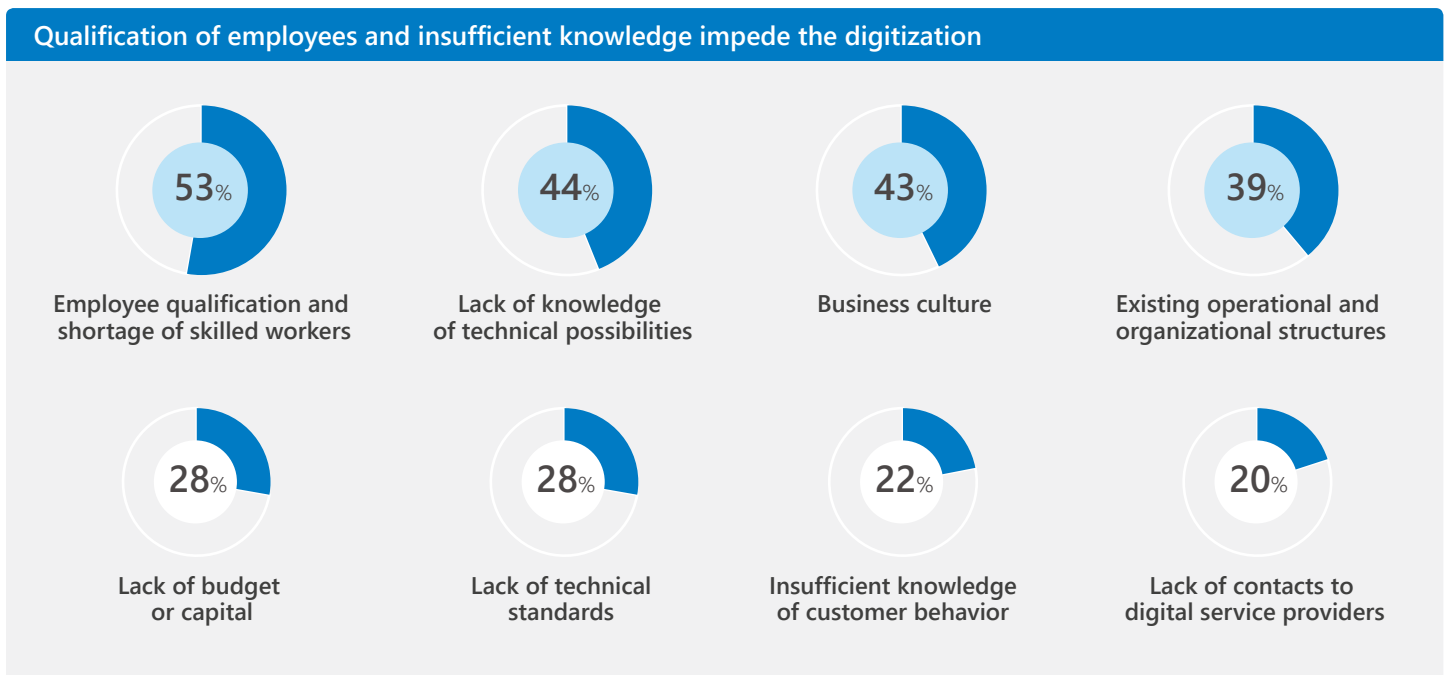 Qualification of employees and insufficient knowledge impede the digitization
53%
44%
43%
39%
Employee qualification and
shortage of skilled workers
Lack of knowledge
of technical possibilities
Business culture
Existing operational and
organizational structures
28%
28%
22%
20%
Lack of budget
or capital
Lack of technical
standards
Insufficient knowledge
of customer behavior
Lack of contacts to
digital service providers